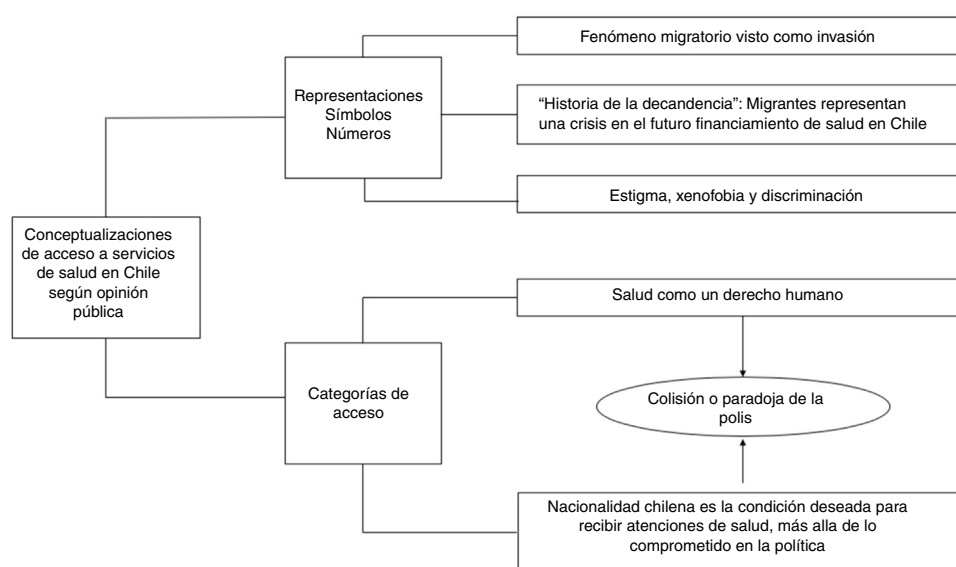 Fenómeno migratorio visto como invasión
Representaciones
Símbolos
Números
“Historia de la decandencia”: Migrantes representan
una crisis en el futuro financiamiento de salud en Chile
Estigma, xenofobia y discriminación
Conceptualizaciones
de acceso a servicios
de salud en Chile
según opinión
pública
Salud como un derecho humano
Categorías de
acceso
Colisión o paradoja de la
polis
Nacionalidad chilena es la condición deseada para
recibir atenciones de salud, más alla de lo
comprometido en la política